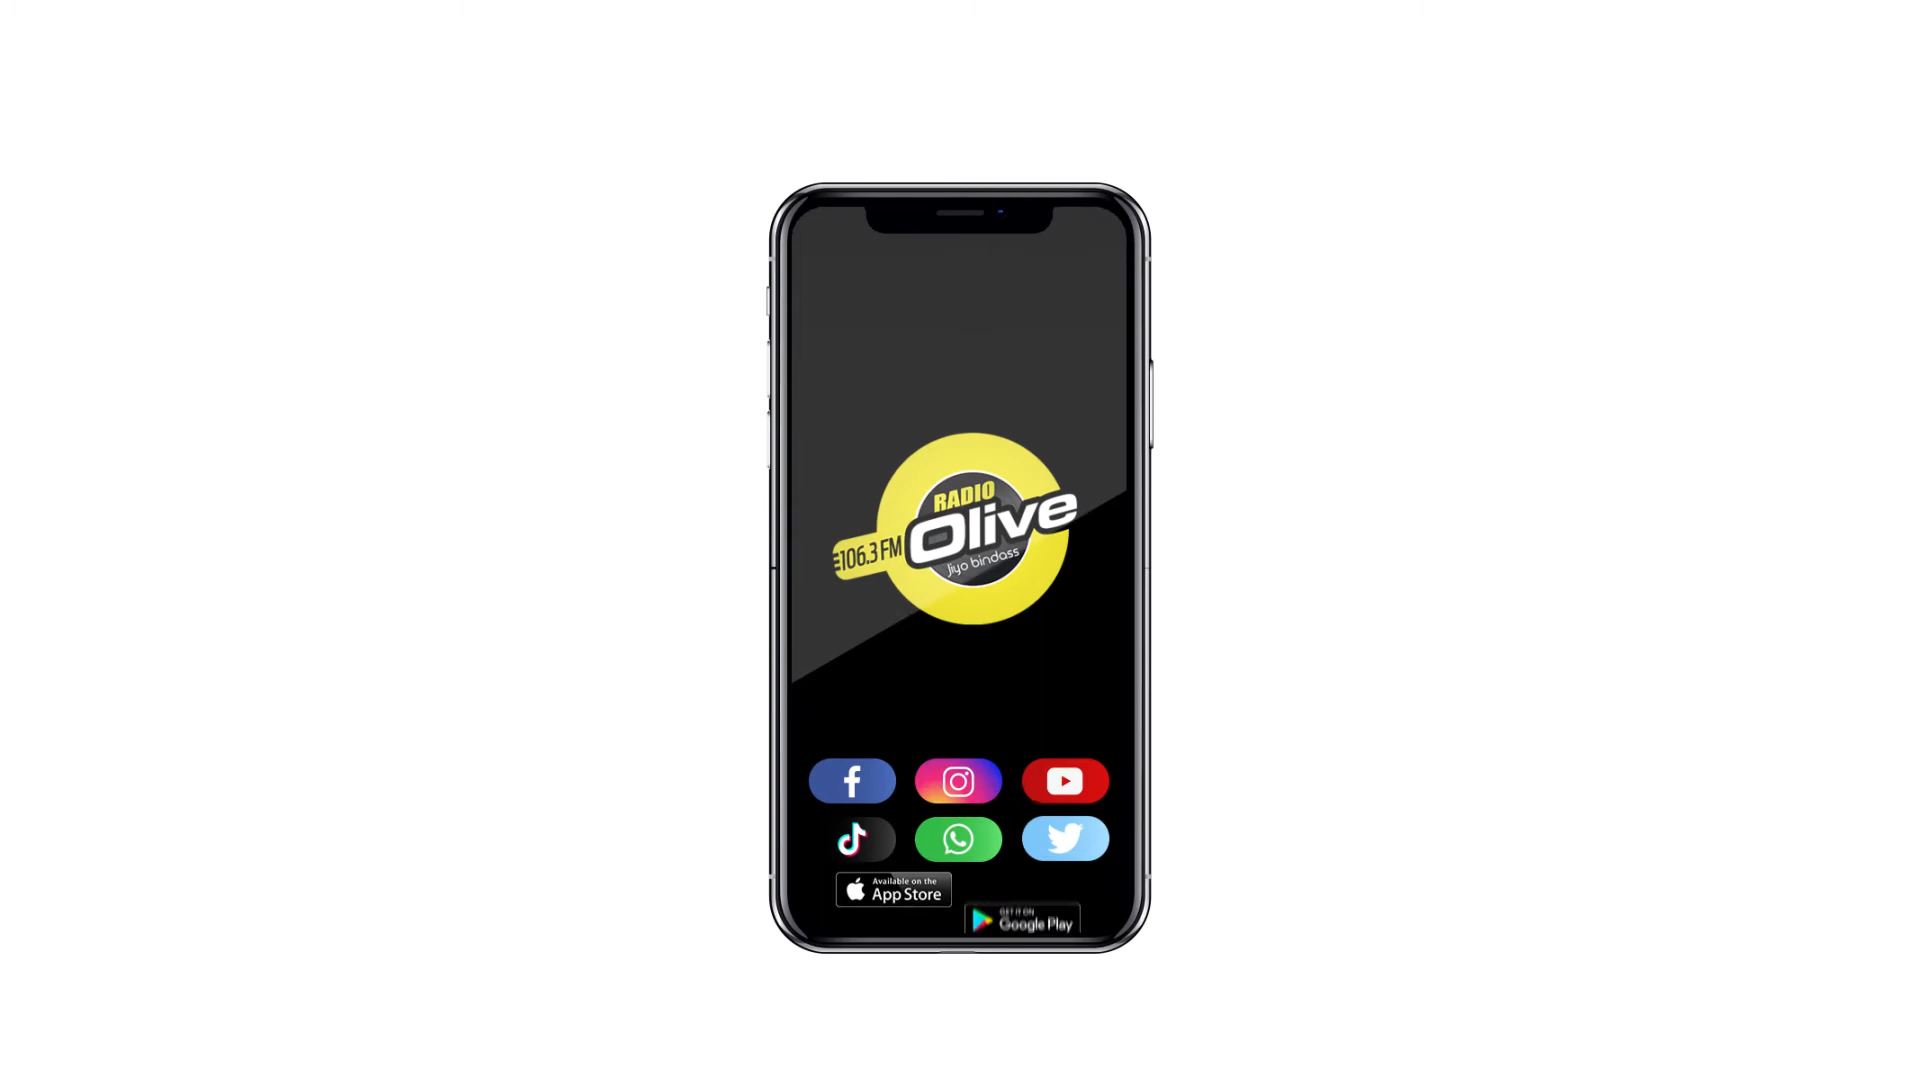 RADIO
Olive
106.3 FM
Jiyo bindass
Available on the
App Store
GET IT ON
Google Play